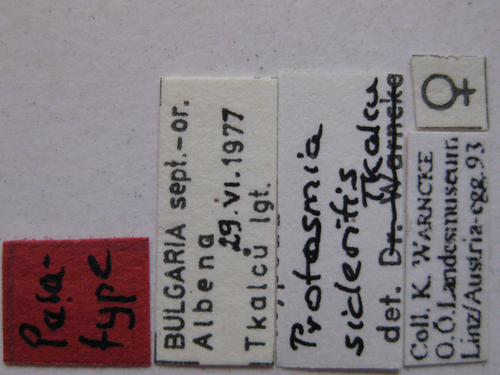 Para-
type
BULGARIA sept.-or.
Albena
29.VI.1977
Tkalců lgt.
Protosmia
sideritis
Tkalcu
det. Dr. Warncke
♀
Coll. K. WARNCKE
O.Ö.Landesmuseum
Linz/Austria-egg.93